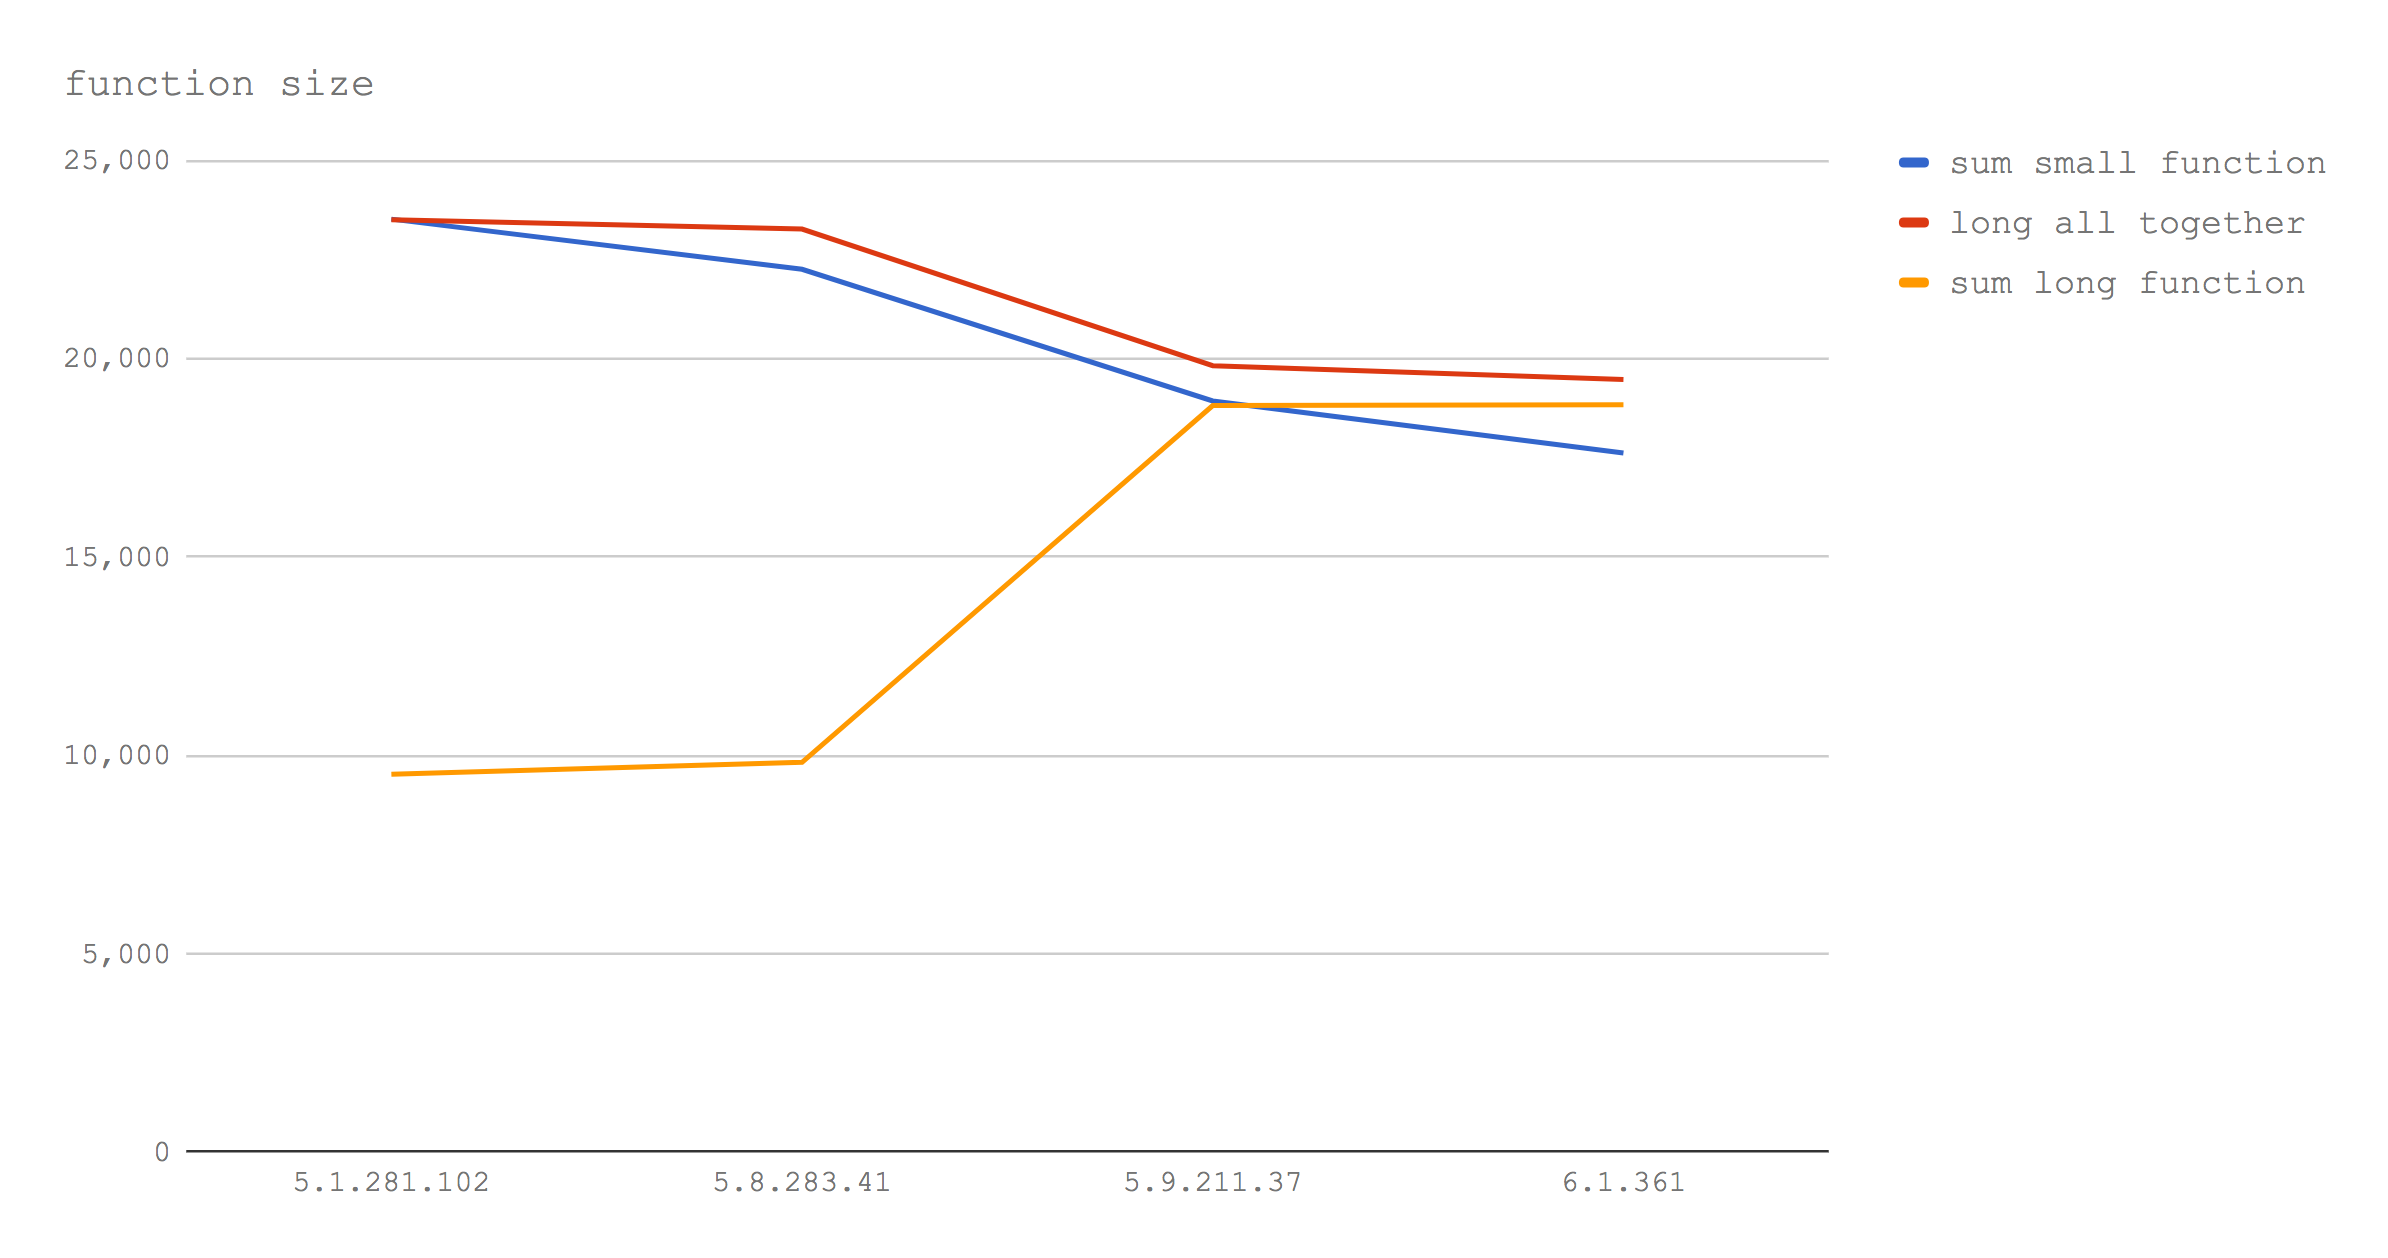 function size
25,000
20,000
15,000
10,000
5,000
0
5.1.281.102
5.8.283.41
5.9.211.37
6.1.361
sum small function
long all together
sum long function